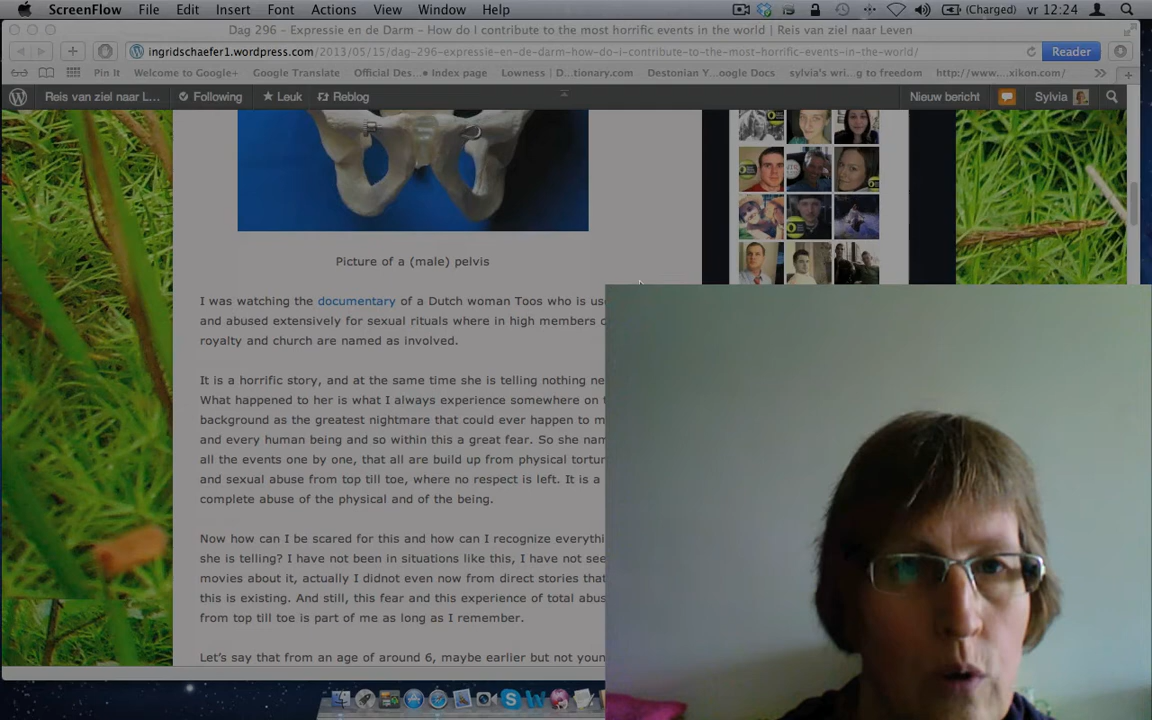 ScreenFlow File Edit Insert Font Actions View Window Help (Charged) vr 12:24
Dag 296 - Expressie en de Darm - How do I contribute to the most horrific events in the world | Reis van ziel naar Leven
ingridschaefer1.wordpress.com/2013/05/15/dag-296-expressie-en-de-darm-how-do-i-contribute-to-the-most-horrific-events-in-the-world/ Reader
Pin It Welcome to Google+ Google Translate Official Des...• Index page Lowness | D...tionary.com Destonian Y...oogle Docs sylvia's wri...g to freedom http://www....xikon.com/
Reis van ziel naar L... Following Leuk Reblog Nieuw bericht Sylvia
Picture of a (male) pelvis
I was watching the documentary of a Dutch woman Toos who is
and abused extensively for sexual rituals where in high members
royalty and church are named as involved.
It is a horrific story, and at the same time she is telling nothing
What happened to her is what I always experience somewhere on
background as the greatest nightmare that could ever happen to
and every human being and so within this a great fear. So she
all the events one by one, that all are build up from physical
and sexual abuse from top till toe, where no respect is left. It is a
complete abuse of the physical and of the being.
Now how can I be scared for this and how can I recognize
she is telling? I have not been in situations like this, I have not
movies about it, actually I didnot even now from direct stories
this is existing. And still, this fear and this experience of total
from top till toe is part of me as long as I remember.
Let's say that from an age of around 6, maybe earlier but not